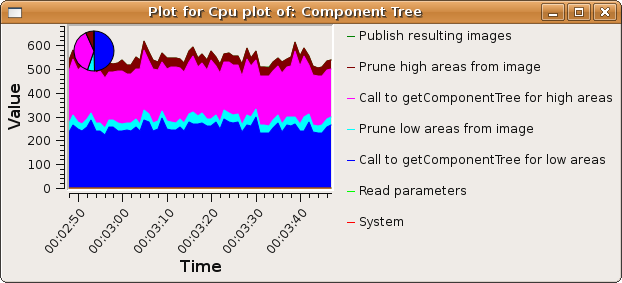 Plot for Cpu plot of: Component Tree
600
500
400
300
200
100
0
Value
00:02:50
00:03:00
00:03:10
00:03:20
00:03:30
00:03:40
Time
Publish resulting images
Prune high areas from image
Call to getComponentTree for high areas
Prune low areas from image
Call to getComponentTree for low areas
Read parameters
System